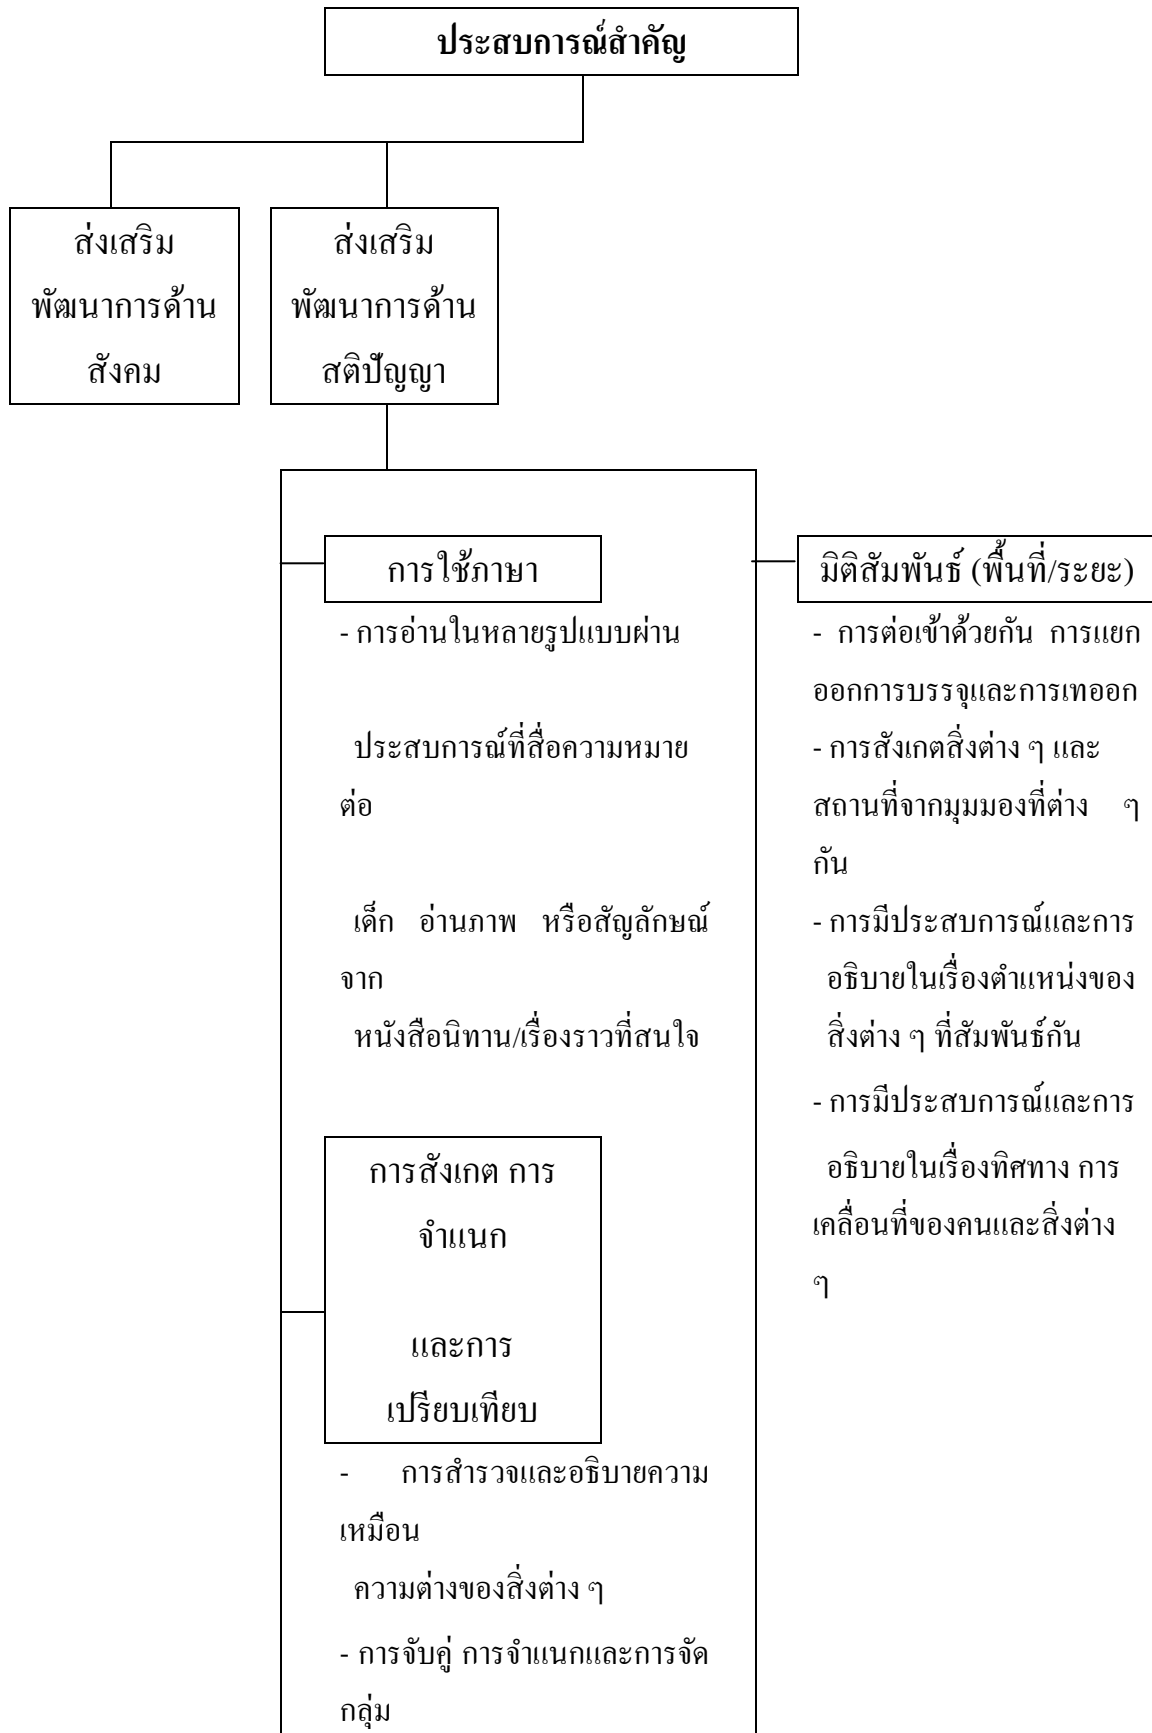 ประสบการณ์สำคัญ
ส่งเสริม
พัฒนาการด้าน
สังคม
ส่งเสริม
พัฒนาการด้าน
สติปัญญา
การใช้ภาษา
- การอ่านในหลายรูปแบบผ่าน
ประสบการณ์ที่สื่อความหมาย
ต่อ
เด็ก อ่านภาพ หรือสัญลักษณ์
จาก
หนังสือนิทาน/เรื่องราวที่สนใจ
การสังเกต การ
จำแนก
และการ
เปรียบเทียบ
- การสำรวจและอธิบายความ
เหมือน
ความต่างของสิ่งต่าง ๆ
- การจับคู่ การจำแนกและการจัด
กลุ่ม
มิติสัมพันธ์ (พื้นที่/ระยะ)
- การต่อเข้าด้วยกัน การแยก
ออกการบรรจุและการเทออก
- การสังเกตสิ่งต่าง ๆ และ
สถานที่จากมุมมองที่ต่าง ๆ
กัน
- การมีประสบการณ์และการ
อธิบายในเรื่องตำแหน่งของ
สิ่งต่าง ๆ ที่สัมพันธ์กัน
- การมีประสบการณ์และการ
อธิบายในเรื่องทิศทาง การ
เคลื่อนที่ของคนและสิ่งต่าง
ๆ